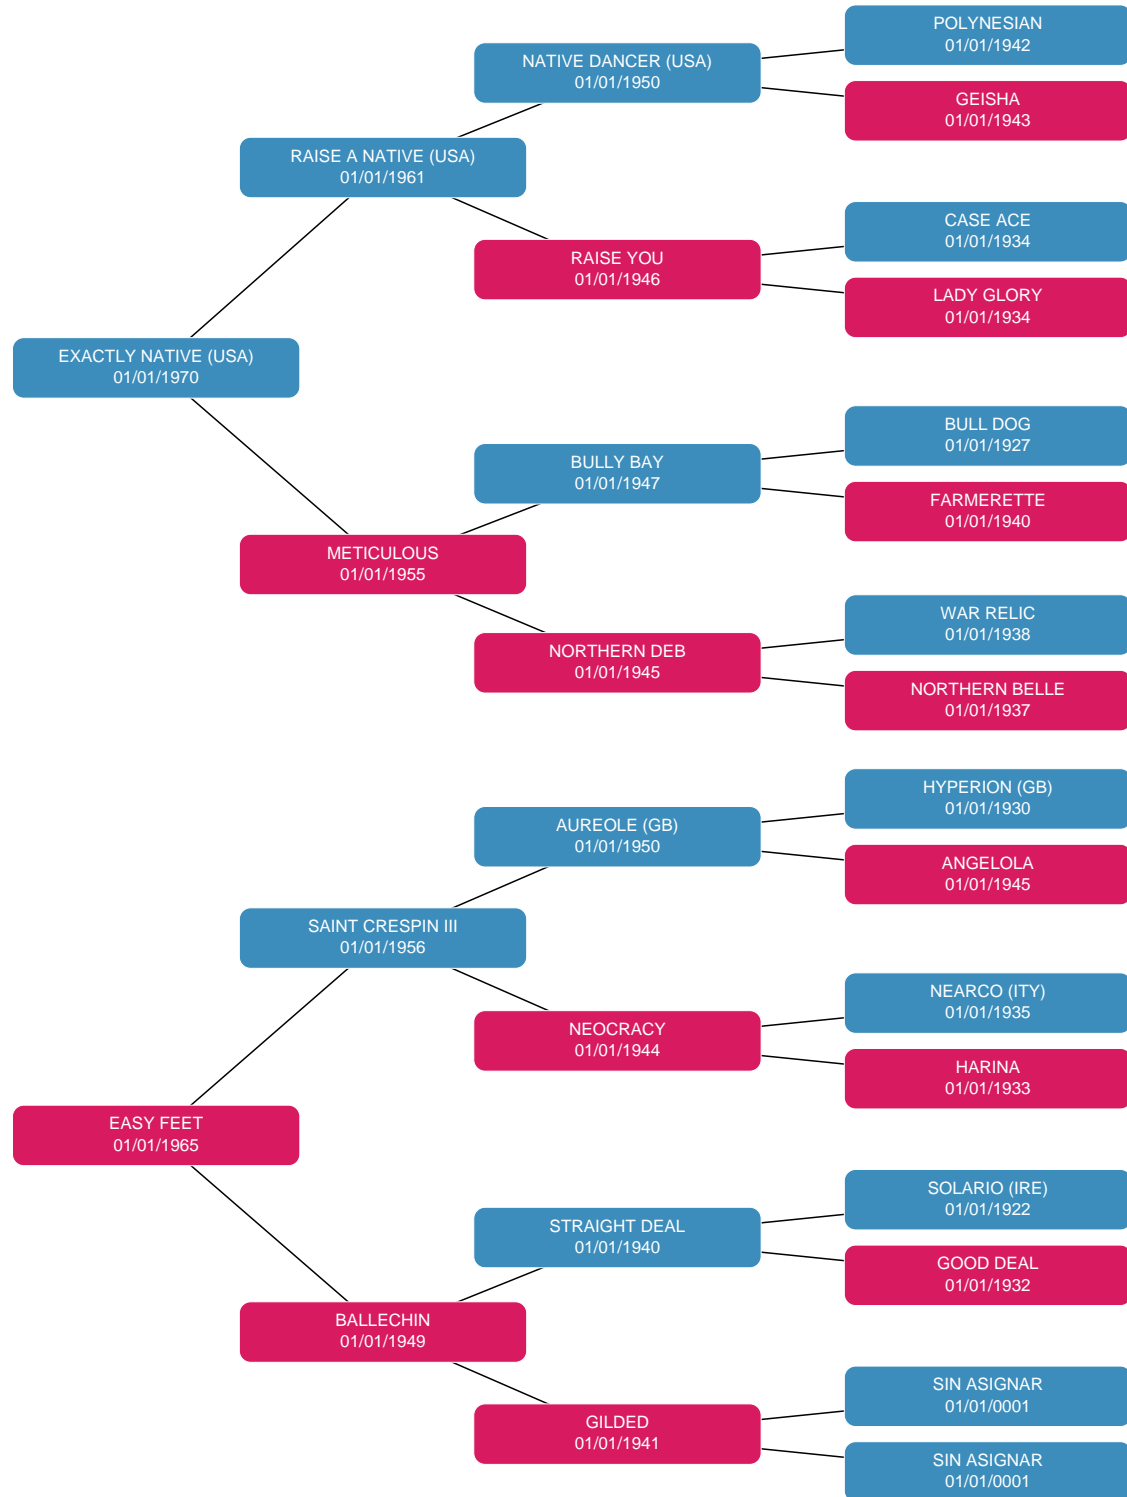 POLYNESIAN
01/01/1942
NATIVE DANCER (USA)
01/01/1950
GEISHA
01/01/1943
RAISE A NATIVE (USA)
01/01/1961
CASE ACE
01/01/1934
RAISE YOU
01/01/1946
LADY GLORY
01/01/1934
EXACTLY NATIVE (USA)
01/01/1970
BULL DOG
01/01/1927
BULLY BAY
01/01/1947
FARMERETTE
01/01/1940
METICULOUS
01/01/1955
WAR RELIC
01/01/1938
NORTHERN DEB
01/01/1945
NORTHERN BELLE
01/01/1937
HYPERION (GB)
01/01/1930
AUREOLE (GB)
01/01/1950
ANGELOLA
01/01/1945
SAINT CRESPIN III
01/01/1956
NEARCO (ITY)
01/01/1935
NEOCRACY
01/01/1944
HARINA
01/01/1933
EASY FEET
01/01/1965
SOLARIO (IRE)
01/01/1922
STRAIGHT DEAL
01/01/1940
GOOD DEAL
01/01/1932
BALLECHIN
01/01/1949
SIN ASIGNAR
01/01/0001
GILDED
01/01/1941
SIN ASIGNAR
01/01/0001